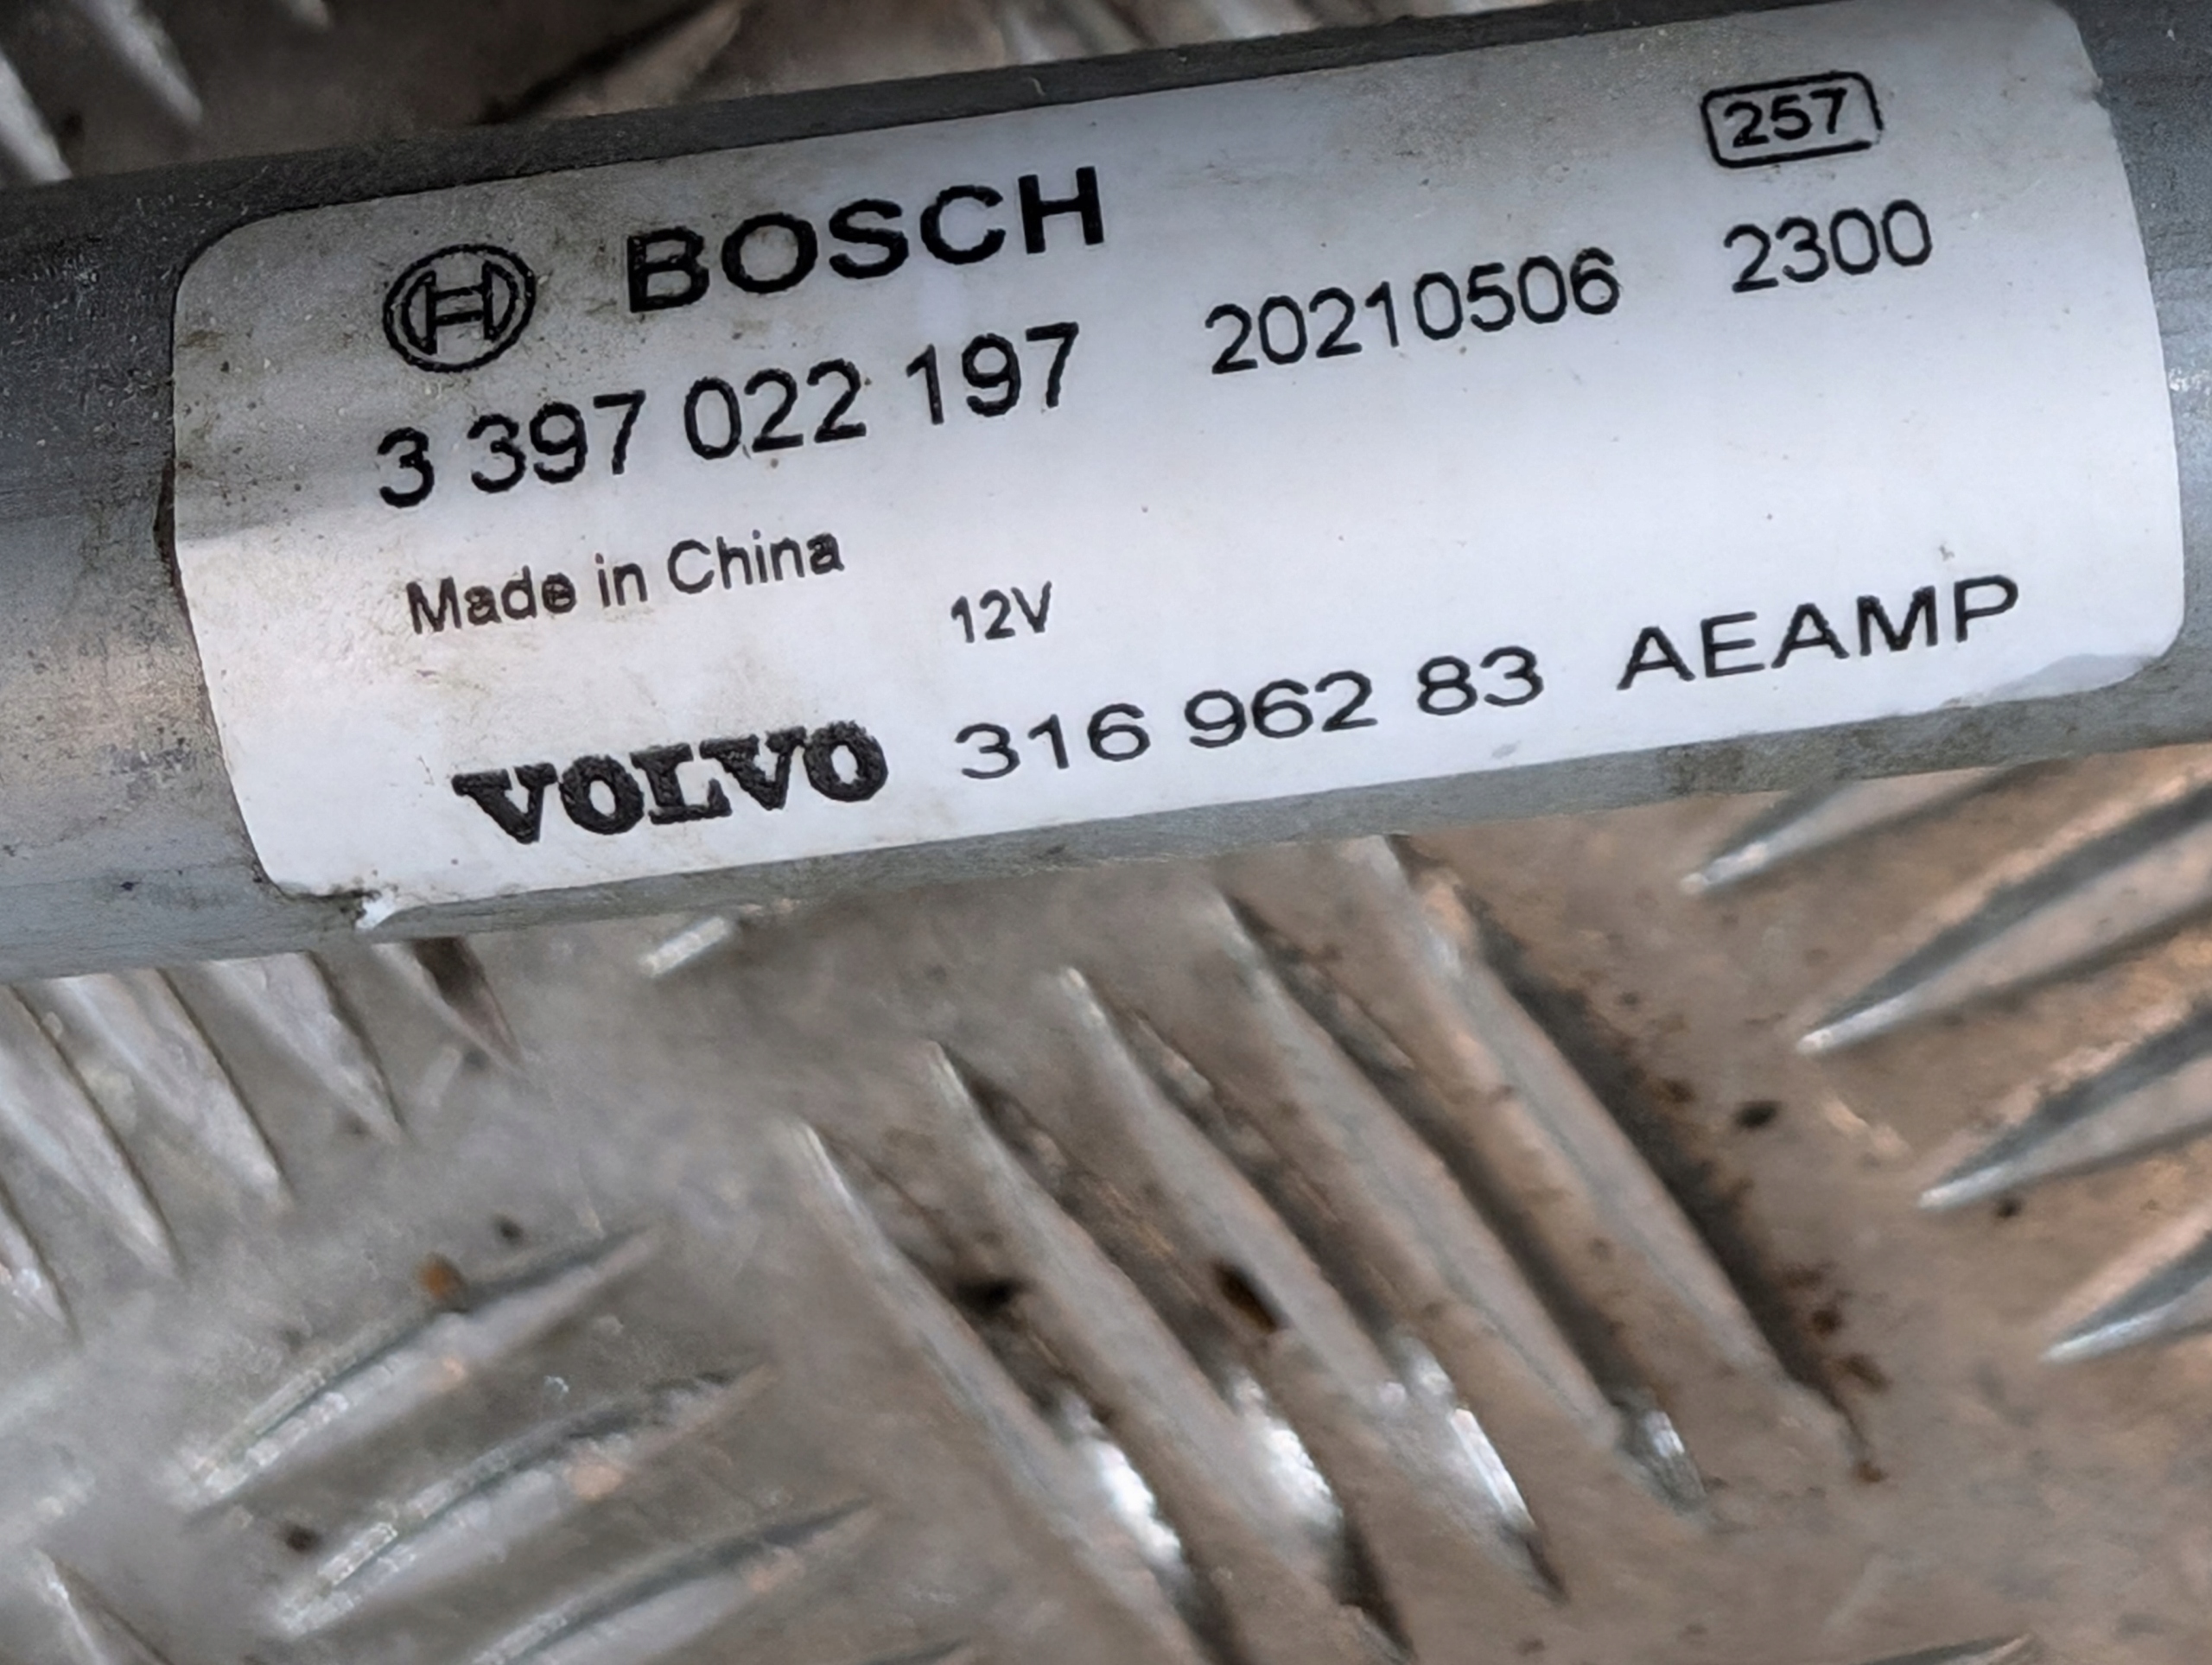 257
BOSCH
3 397 022 197 20210506 2300
Made in China
12V
VOLVO 316 962 83 AEAMP